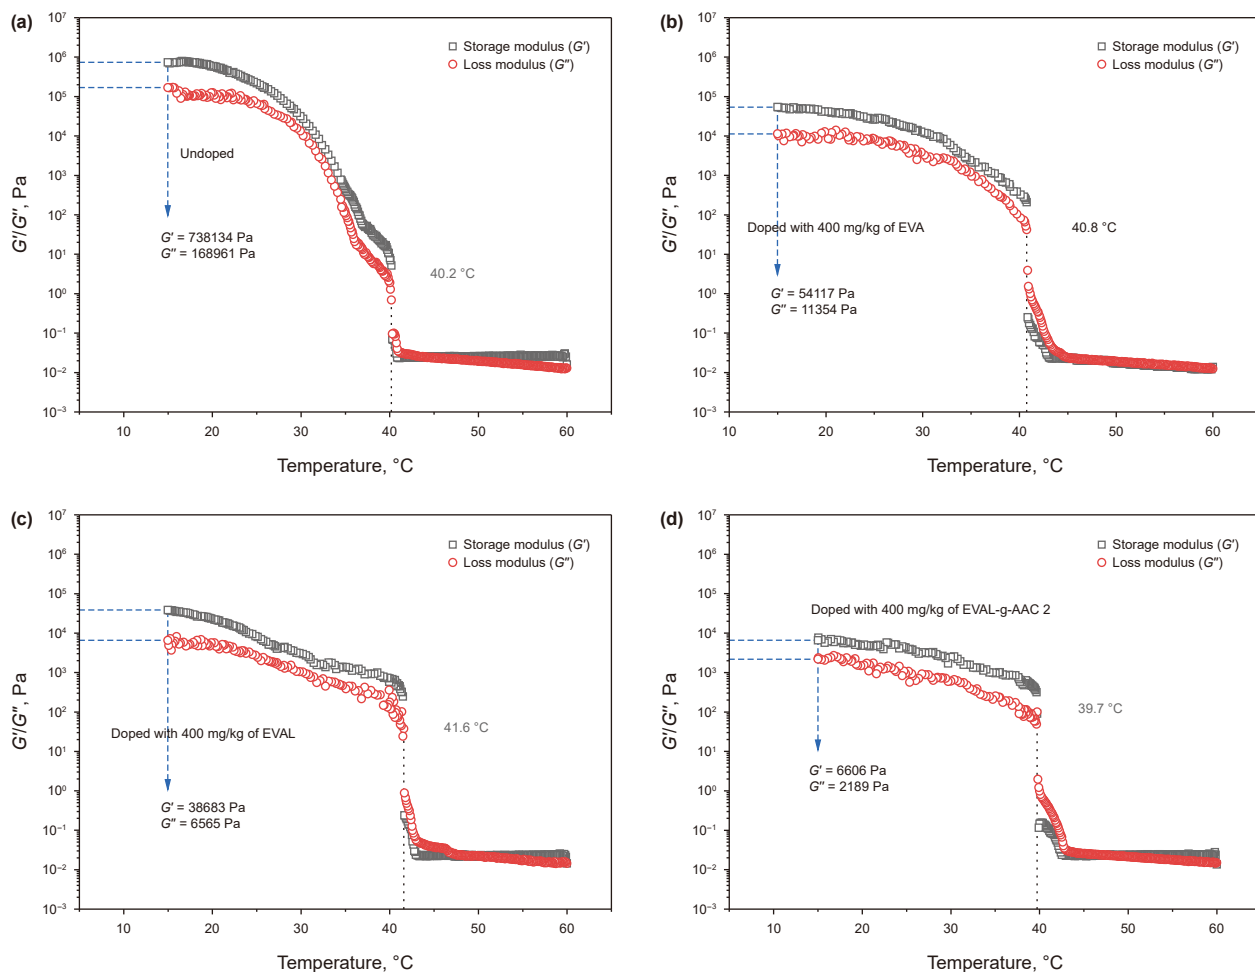 (a)
10⁷
10⁶
10⁵
10⁴
10³
10²
10¹
10⁰
10⁻¹
10⁻²
10⁻³
G′/G″, Pa
Storage modulus (G′)
Loss modulus (G″)
Undoped
G′ = 738134 Pa
G″ = 168961 Pa
40.2 °C
10 20 30 40 50 60
Temperature, °C
(b)
10⁷
10⁶
10⁵
10⁴
10³
10²
10¹
10⁰
10⁻¹
10⁻²
10⁻³
G′/G″, Pa
Storage modulus (G′)
Loss modulus (G″)
Doped with 400 mg/kg of EVA
40.8 °C
G′ = 54117 Pa
G″ = 11354 Pa
10 20 30 40 50 60
Temperature, °C
(c)
10⁷
10⁶
10⁵
10⁴
10³
10²
10¹
10⁰
10⁻¹
10⁻²
10⁻³
G′/G″, Pa
Storage modulus (G′)
Loss modulus (G″)
Doped with 400 mg/kg of EVAL
41.6 °C
G′ = 38683 Pa
G″ = 6565 Pa
10 20 30 40 50 60
Temperature, °C
(d)
10⁷
10⁶
10⁵
10⁴
10³
10²
10¹
10⁰
10⁻¹
10⁻²
10⁻³
G′/G″, Pa
Storage modulus (G′)
Loss modulus (G″)
Doped with 400 mg/kg of EVAL-g-AAC 2
39.7 °C
G′ = 6606 Pa
G″ = 2189 Pa
10 20 30 40 50 60
Temperature, °C